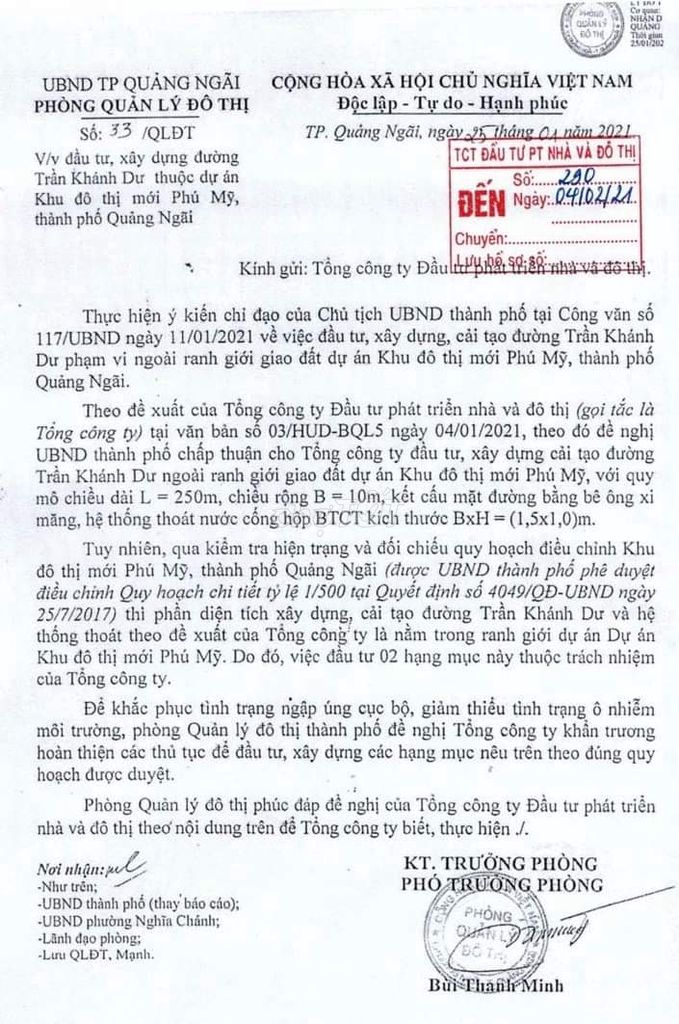 PHÒNG
QUẢN LÝ
ĐÔ THỊ
Cơ quan:
NHÂN D
QUẢNG
Thời gian
25/01/202
UBND TP QUẢNG NGÃI
PHÒNG QUẢN LÝ ĐÔ THỊ
Số: 33 /QLĐT
V/v đầu tư, xây dựng đường
Trần Khánh Dư thuộc dự án
Khu đô thị mới Phú Mỹ,
thành phố Quảng Ngãi
CỘNG HÒA XÃ HỘI CHỦ NGHĨA VIỆT NAM
Độc lập - Tự do - Hạnh phúc
TP. Quảng Ngãi, ngày 25 tháng 01 năm 2021
TCT ĐẦU TƯ PT NHÀ VÀ ĐÔ THỊ
ĐẾN
Số: 290
Ngày: 04/02/21
Chuyển:
Lưu hồ sơ số:
Kính gửi: Tổng công ty Đầu tư phát triển nhà và đô thị.
Thực hiện ý kiến chỉ đạo của Chủ tịch UBND thành phố tại Công văn số
117/UBND ngày 11/01/2021 về việc đầu tư, xây dựng, cải tạo đường Trần Khánh
Dư phạm vi ngoài ranh giới giao đất dự án Khu đô thị mới Phú Mỹ, thành phố
Quảng Ngãi.
Theo đề xuất của Tổng công ty Đầu tư phát triển nhà và đô thị (gọi tắc là
Tổng công ty) tại văn bản số 03/HUD-BQL5 ngày 04/01/2021, theo đó đề nghị
UBND thành phố chấp thuận cho Tổng công ty đầu tư, xây dựng cải tạo đường
Trần Khánh Dư ngoài ranh giới giao đất dự án Khu đô thị mới Phú Mỹ, với quy
mô chiều dài L = 250m, chiều rộng B = 10m, kết cấu mặt đường bằng bê ông xi
măng, hệ thống thoát nước cống hộp BTCT kích thước BxH = (1,5x1,0)m.
Tuy nhiên, qua kiểm tra hiện trạng và đối chiếu quy hoạch điều chỉnh Khu
đô thị mới Phú Mỹ, thành phố Quảng Ngãi (được UBND thành phố phê duyệt
điều chỉnh Quy hoạch chi tiết tỷ lệ 1/500 tại Quyết định số 4049/QĐ-UBND ngày
25/7/2017) thì phần diện tích xây dựng, cải tạo đường Trần Khánh Dư và hệ
thống thoát theo đề xuất của Tổng công ty là nằm trong ranh giới dự án Dự án
Khu đô thị mới Phú Mỹ. Do đó, việc đầu tư 02 hạng mục này thuộc trách nhiệm
của Tổng công ty.
Để khắc phục tình trạng ngập úng cục bộ, giảm thiểu tình trạng ô nhiễm
môi trường, phòng Quản lý đô thị thành phố đề nghị Tổng công ty khẩn trương
hoàn thiện các thủ tục để đầu tư, xây dựng các hạng mục nêu trên theo đúng quy
hoạch được duyệt.
Phòng Quản lý đô thị phúc đáp đề nghị của Tổng công ty Đầu tư phát triển
nhà và đô thị theo nội dung trên để Tổng công ty biết, thực hiện ./.
Nơi nhận:
-Như trên;
-UBND thành phố (thay báo cáo);
-UBND phường Nghĩa Chánh;
-Lãnh đạo phòng;
-Lưu QLĐT, Mạnh.
KT. TRƯỞNG PHÒNG
PHÓ TRƯỞNG PHÒNG
PHÒNG
QUẢN LÝ
ĐÔ THỊ
Bùi Thanh Minh